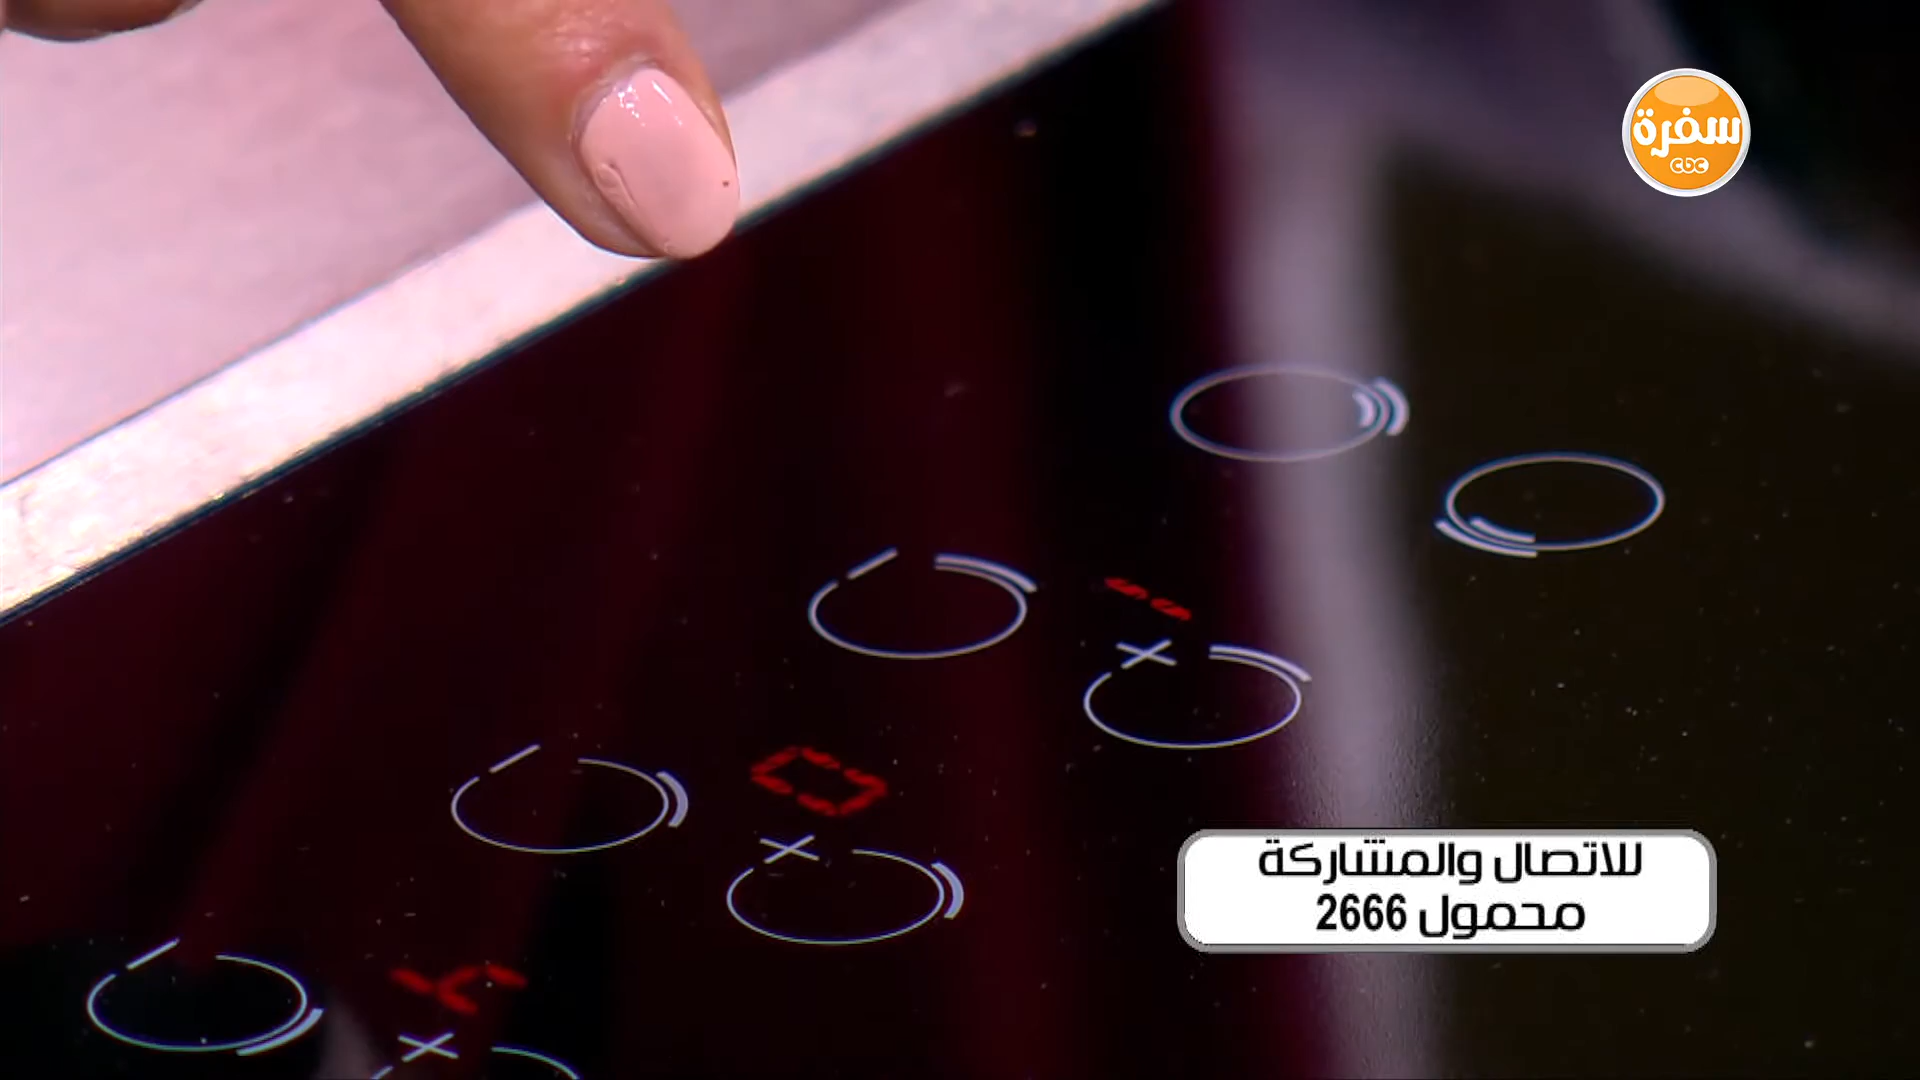 سفرة
cbc
للاتصال والمشاركة
محمول 2666